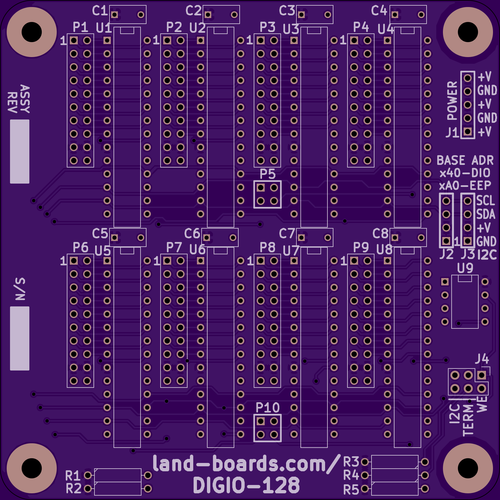 C1 C2 C3 C4
P1 U1 P2 U2 P3 U3 P4 U4
1 1 1 1
ASSY
REV
POWER
+V
GND
+V
GND
J1 +V
BASE ADR
x40-DIO
xA0-EEP
P5
SCL
SDA
+V
GND
J2 J3 I2C
C5 C6 C7 C8
P6 U5 P7 U6 P8 U7 P9 U8
1 1 1 1
U9
S/N
J4
I2C
TERM
WE
P10
land-boards.com/
DIGIO-128
R1
R2
R3
R4
R5